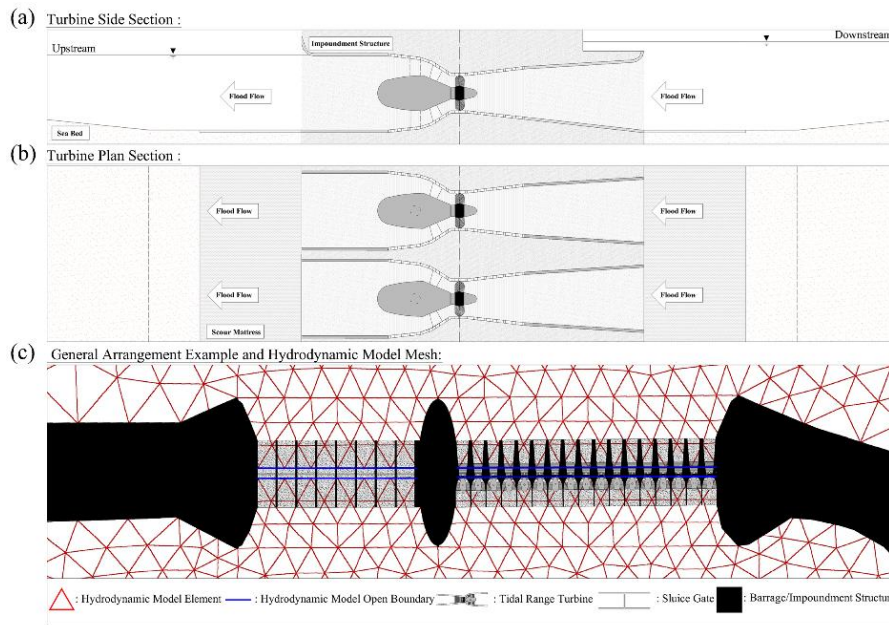 (a) Turbine Side Section :
Impoundment Structure
Upstream
Downstream
Flood Flow
Flood Flow
Sea Bed
(b) Turbine Plan Section :
Flood Flow
Flood Flow
Flood Flow
Flood Flow
Scour Mattress
(c) General Arrangement Example and Hydrodynamic Model Mesh:
: Hydrodynamic Model Element : Hydrodynamic Model Open Boundary : Tidal Range Turbine : Sluice Gate : Barrage/Impoundment Structure